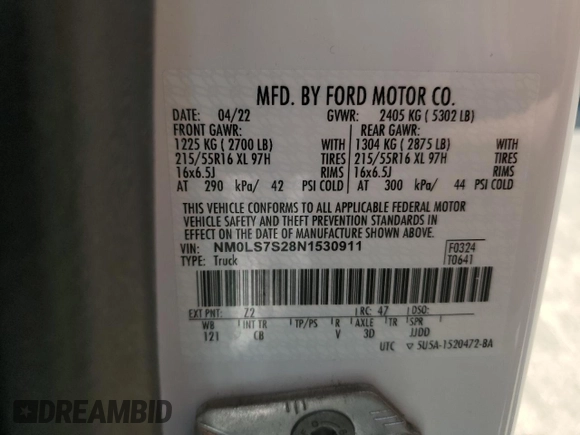 MFD. BY FORD MOTOR CO.
DATE: 04/22 GVWR: 2405 KG ( 5302 LB)
FRONT GAWR: REAR GAWR:
1225 KG ( 2700 LB) WITH 1304 KG ( 2875 LB) WITH
215/55R16 XL 97H TIRES 215/55R16 XL 97H TIRES
16x6.5J RIMS 16x6.5J RIMS
AT 290 kPa/ 42 PSI COLD AT 300 kPa/ 44 PSI COLD
THIS VEHICLE CONFORMS TO ALL APPLICABLE FEDERAL MOTOR
VEHICLE SAFETY AND THEFT PREVENTION STANDARDS IN
EFFECT ON THE DATE OF MANUFACTURE SHOWN ABOVE.
VIN: NM0LS7S28N1530911 F0324
TYPE: Truck T0641
EXT PNT: Z2 RC: 47 DSO:
WB INT TR TP/PS R AXLE TR SPR
121 CB V 3D JJDD
UTC 5U5A-1520472-BA
DREAMBID